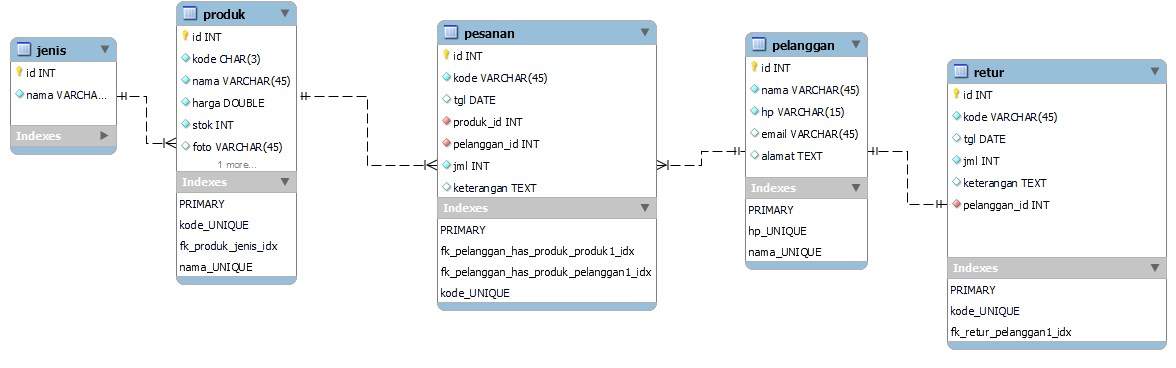 jenis
id INT
nama VARCHA...
Indexes
produk
id INT
kode CHAR(3)
nama VARCHAR(45)
harga DOUBLE
stok INT
foto VARCHAR(45)
1 more...
Indexes
PRIMARY
kode_UNIQUE
fk_produk_jenis_idx
nama_UNIQUE
pesanan
id INT
kode VARCHAR(45)
tgl DATE
produk_id INT
pelanggan_id INT
jml INT
keterangan TEXT
Indexes
PRIMARY
fk_pelanggan_has_produk_produk1_idx
fk_pelanggan_has_produk_pelanggan1_idx
kode_UNIQUE
pelanggan
id INT
nama VARCHAR(45)
hp VARCHAR(15)
email VARCHAR(45)
alamat TEXT
Indexes
PRIMARY
hp_UNIQUE
nama_UNIQUE
retur
id INT
kode VARCHAR(45)
tgl DATE
jml INT
keterangan TEXT
pelanggan_id INT
Indexes
PRIMARY
kode_UNIQUE
fk_retur_pelanggan1_idx